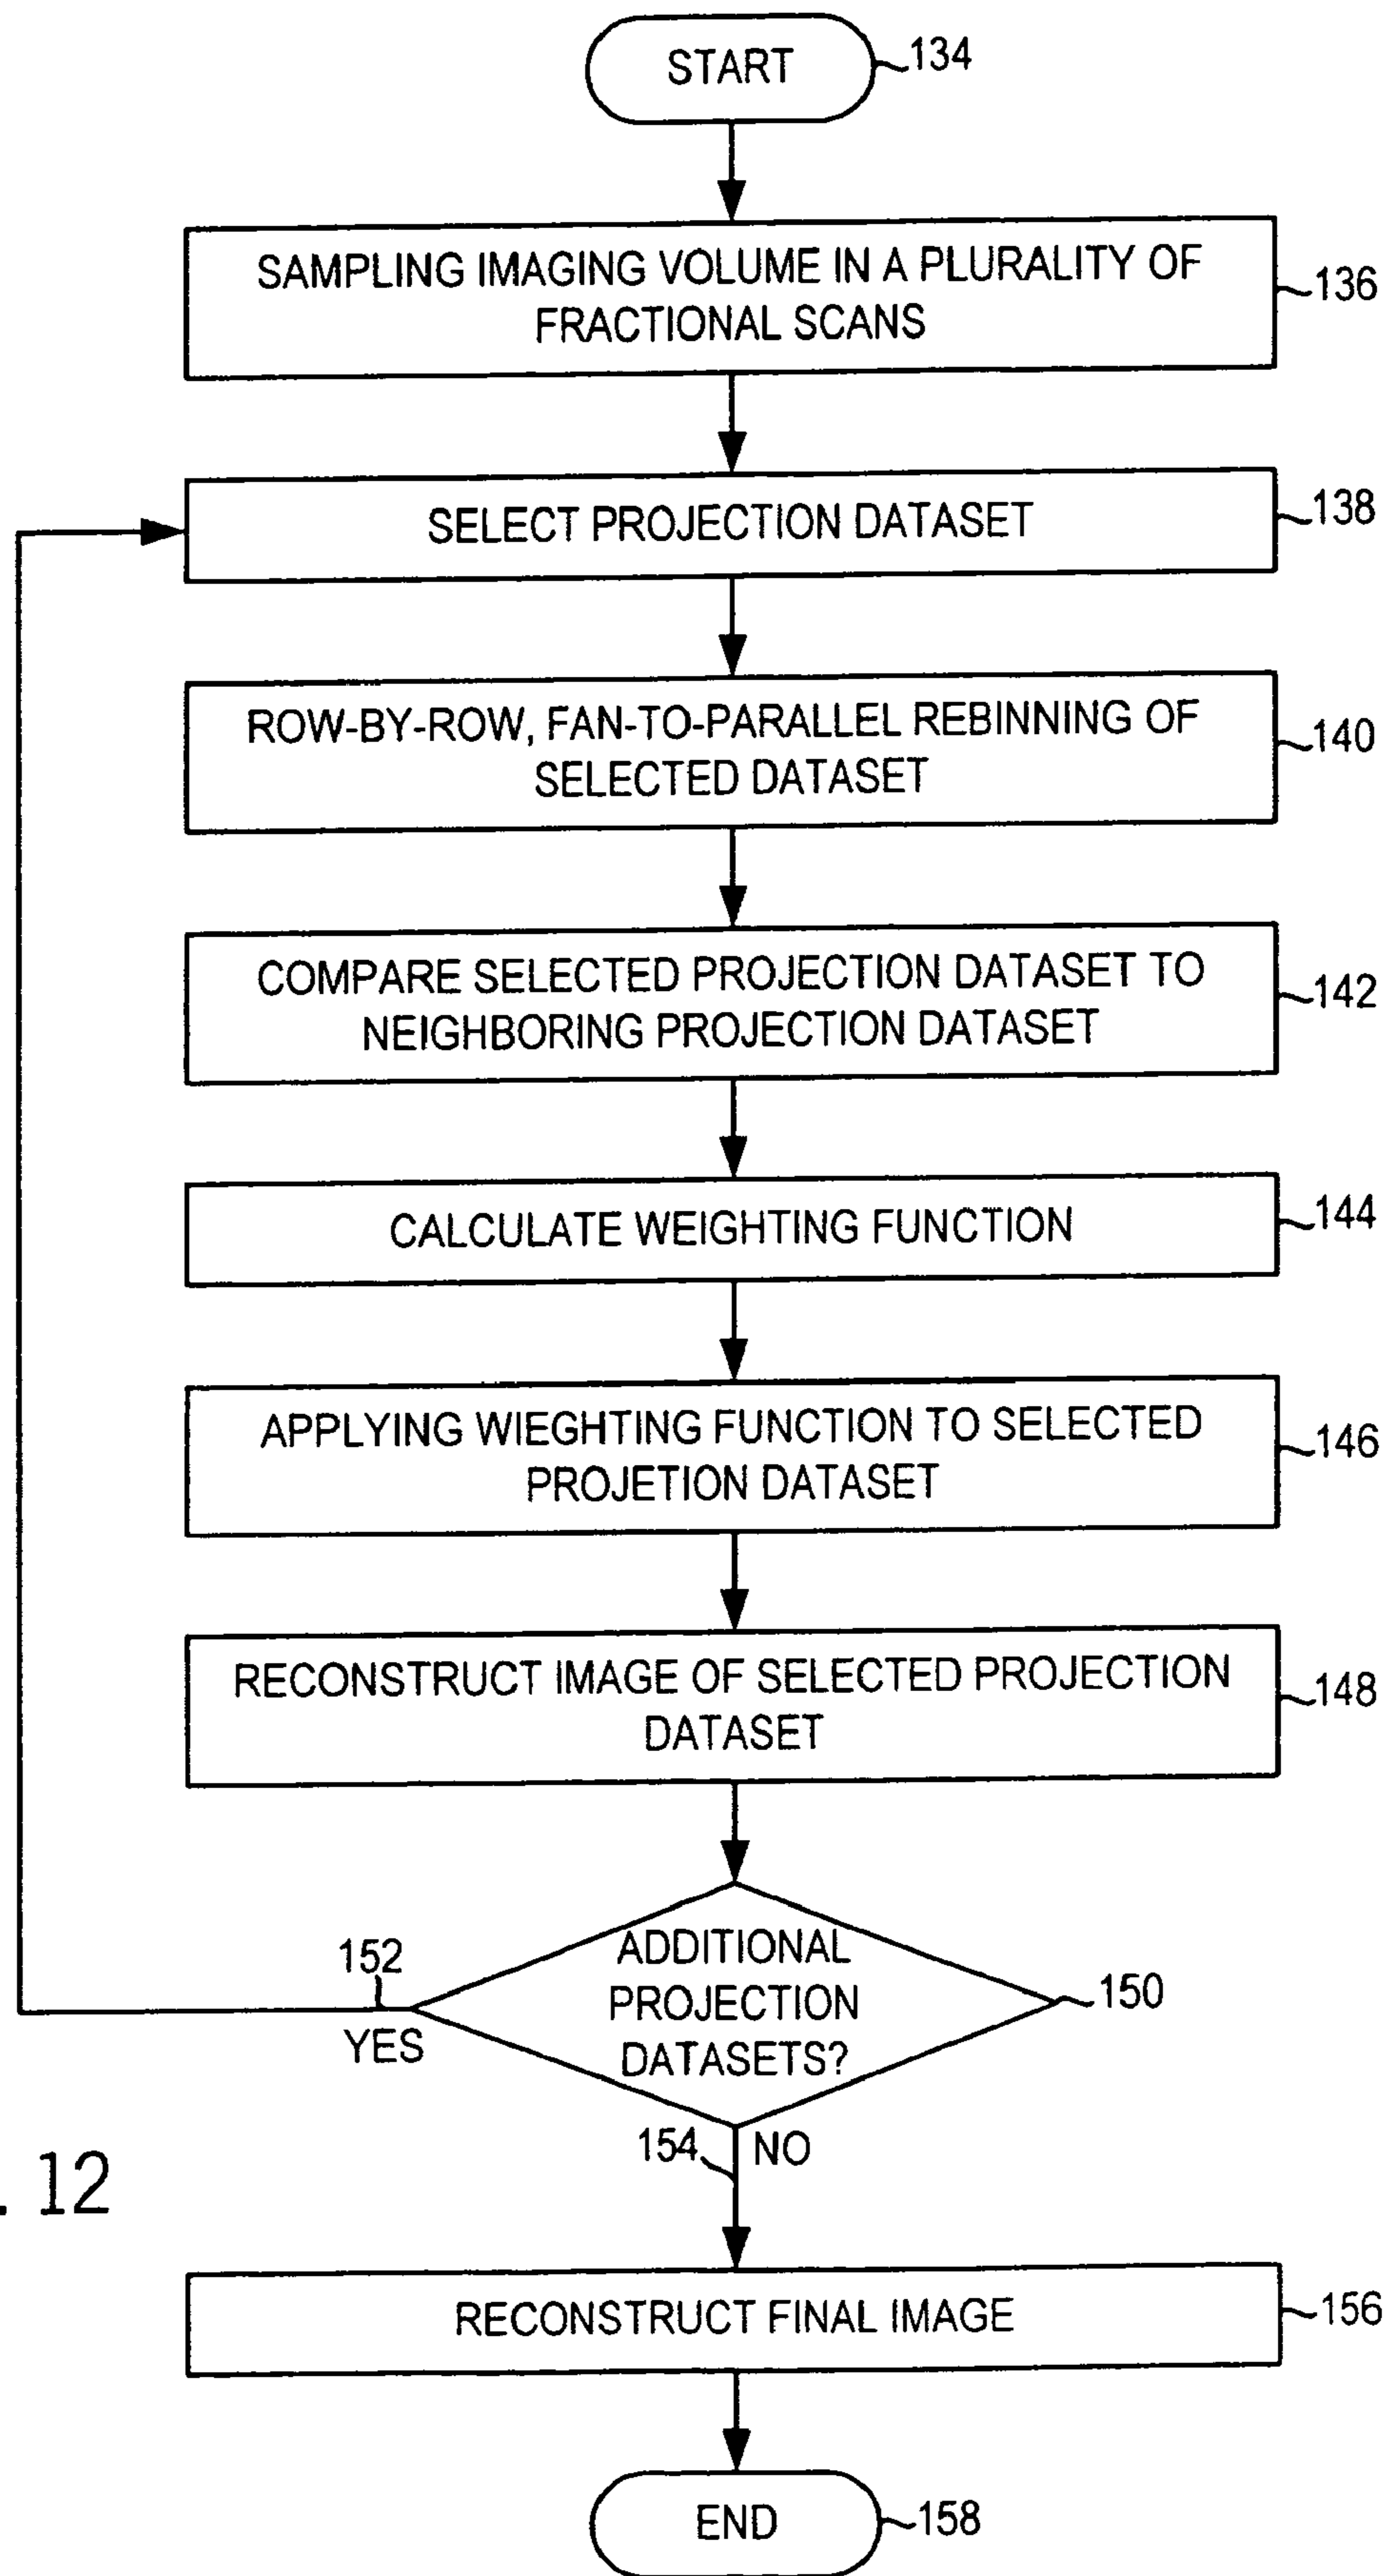 START
134
SAMPLING IMAGING VOLUME IN A PLURALITY OF
FRACTIONAL SCANS
136
SELECT PROJECTION DATASET
138
ROW-BY-ROW, FAN-TO-PARALLEL REBINNING OF
SELECTED DATASET
140
COMPARE SELECTED PROJECTION DATASET TO
NEIGHBORING PROJECTION DATASET
142
CALCULATE WEIGHTING FUNCTION
144
APPLYING WIEGHTING FUNCTION TO SELECTED
PROJETION DATASET
146
RECONSTRUCT IMAGE OF SELECTED PROJECTION
DATASET
148
ADDITIONAL
PROJECTION
DATASETS?
150
152
YES
154
NO
. 12
RECONSTRUCT FINAL IMAGE
156
END
158